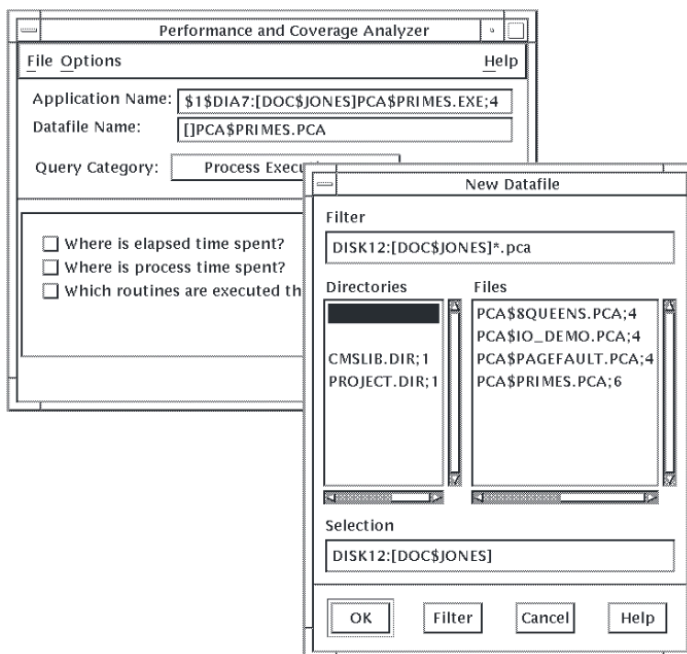 Performance and Coverage Analyzer
File Options Help
Application Name: $1$DIA7:[DOC$JONES]PCA$PRIMES.EXE;4
Datafile Name: []PCA$PRIMES.PCA
Query Category: Process
Where is elapsed time spent?
Where is process time spent?
Which routines are executed
New Datafile
Filter
DISK12:[DOC$JONES]*.pca
Directories
CMSLIB.DIR;1
PROJECT.DIR;1
Files
PCA$8QUEENS.PCA;4
PCA$IO_DEMO.PCA;4
PCA$PAGEFAULT.PCA;4
PCA$PRIMES.PCA;6
Selection
DISK12:[DOC$JONES]
OK Filter Cancel Help